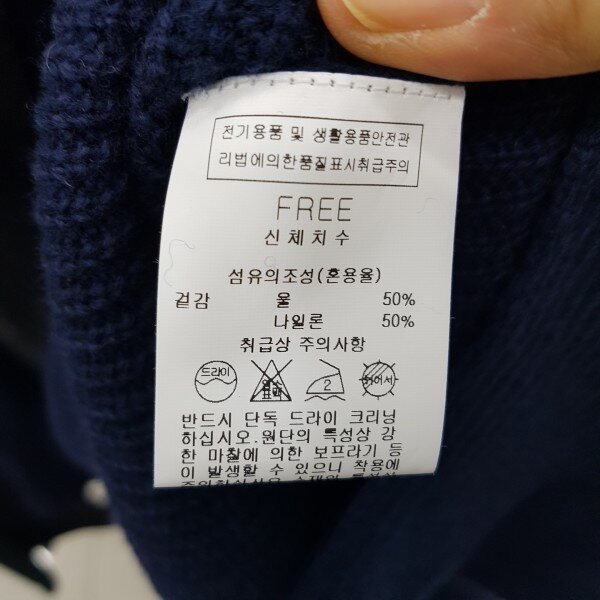 전기용품 및 생활용품안전관
리법에의한품질표시취급주의
FREE
신체치수
섬유의조성(혼용율)
겉감 울 50%
나일론 50%
취급상 주의사항
드라이 염소 표백 2 뉘어서
반드시 단독 드라이 크리닝
하십시오.원단의 특성상 강
한 마찰에 의한 보프라기 등
이 발생할 수 있으니 착용에